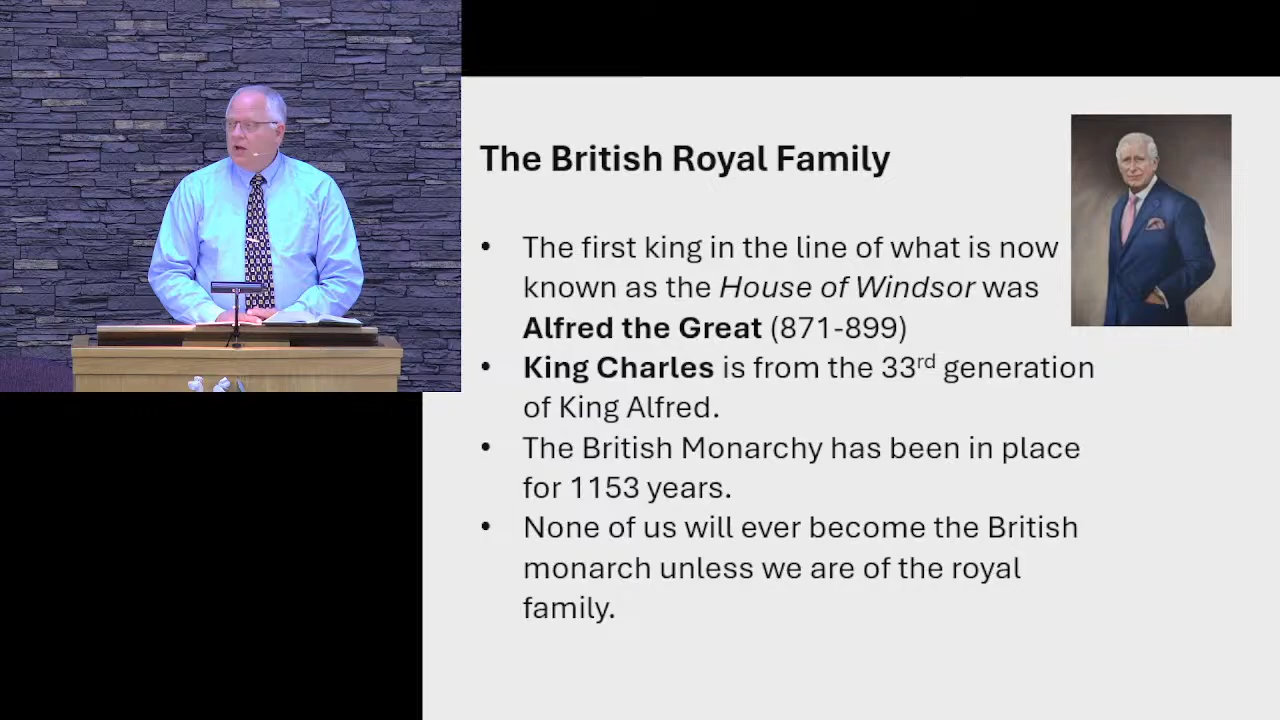 The British Royal Family
• The first king in the line of what is now
known as the House of Windsor was
Alfred the Great (871-899)
• King Charles is from the 33rd generation
of King Alfred.
• The British Monarchy has been in place
for 1153 years.
• None of us will ever become the British
monarch unless we are of the royal
family.